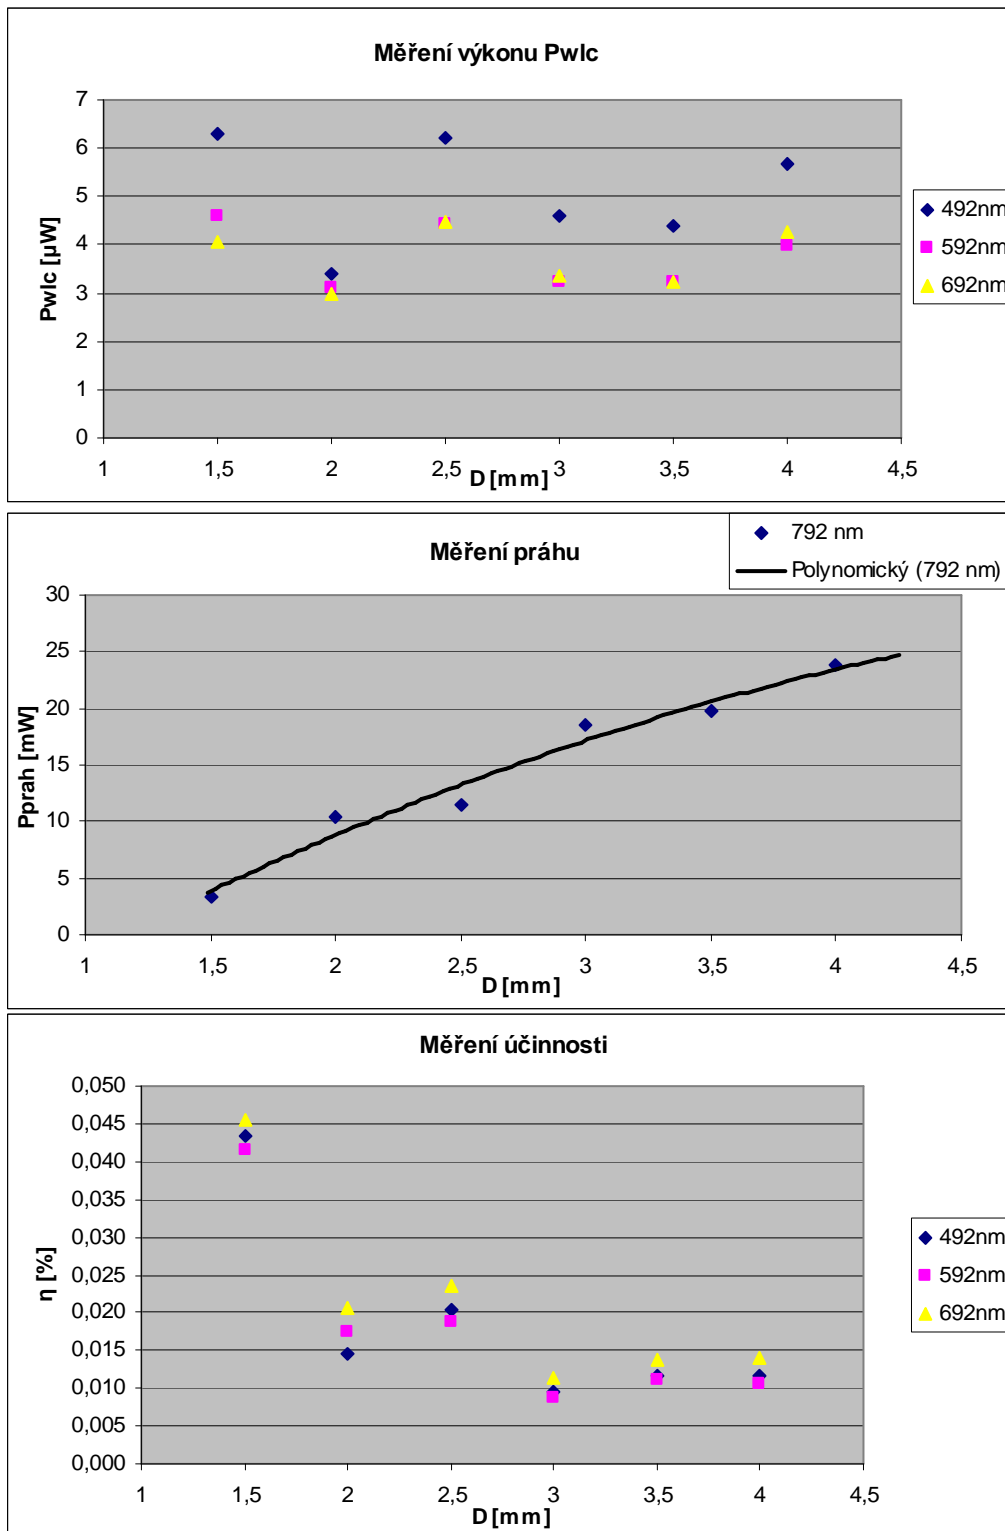 Měření výkonu Pwlc
Pwlc [µW]
7
6
5
4
3
2
1
0
1 1,5 2 2,5 3 3,5 4 4,5
D [mm]
492nm
592nm
692nm
Měření práhu
792 nm
Polynomický (792 nm)
Pprah [mW]
30
25
20
15
10
5
0
1 1,5 2 2,5 3 3,5 4 4,5
D [mm]
Měření účinnosti
η [%]
0,050
0,045
0,040
0,035
0,030
0,025
0,020
0,015
0,010
0,005
0,000
1 1,5 2 2,5 3 3,5 4 4,5
D [mm]
492nm
592nm
692nm